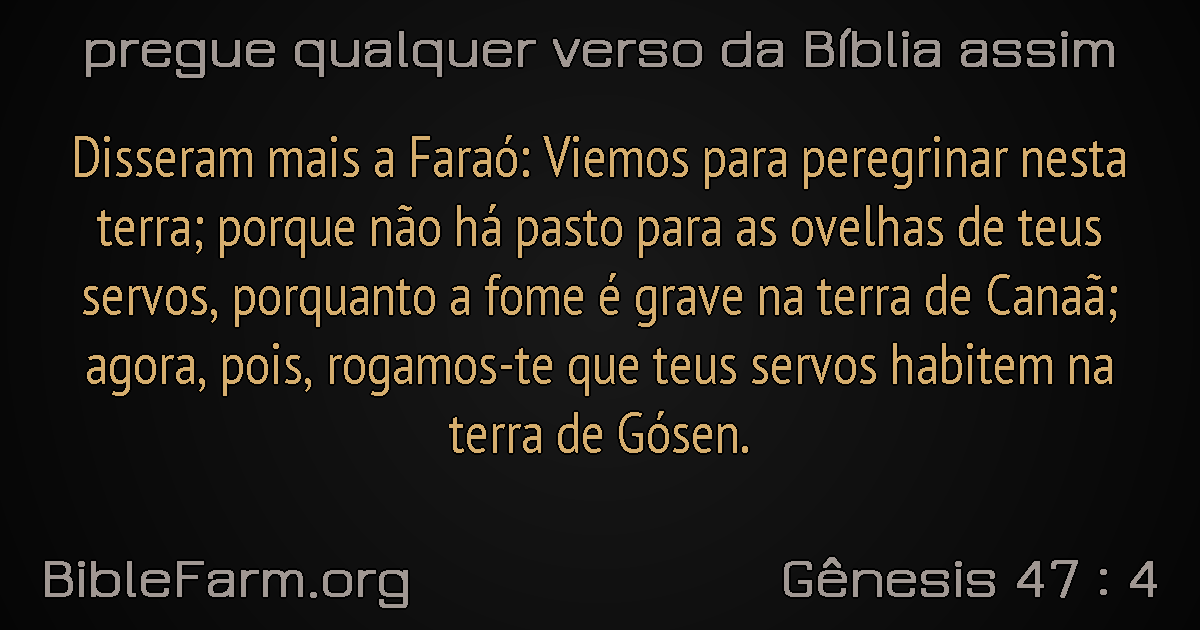 pregue qualquer verso da Bíblia assim
Disseram mais a Faraó: Viemos para peregrinar nesta
terra; porque não há pasto para as ovelhas de teus
servos, porquanto a fome é grave na terra de Canaã;
agora, pois, rogamos-te que teus servos habitem na
terra de Gósen.
BibleFarm.org
Gênesis 47 : 4